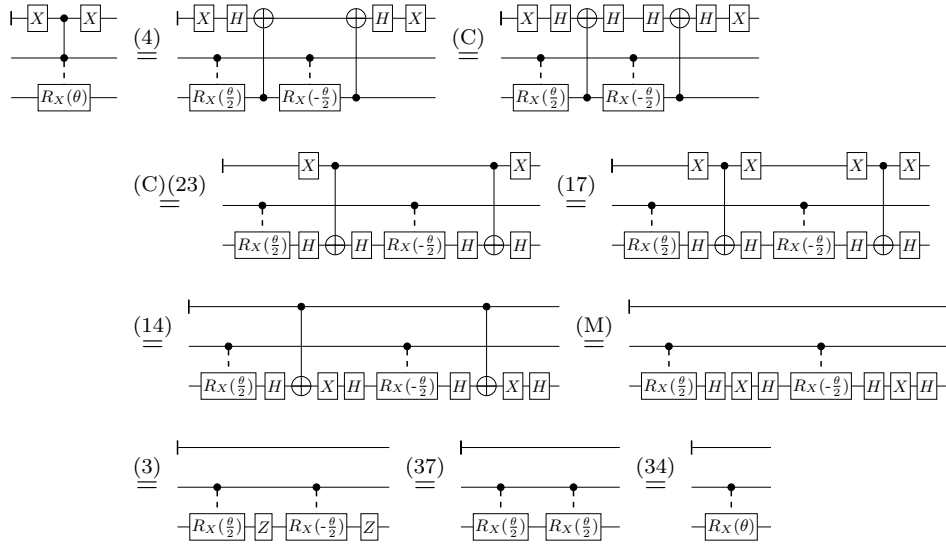 X X (4) X H H X (C) X H H H H X
= =
R_X(θ) R_X(θ/2) R_X(-θ/2) R_X(θ/2) R_X(-θ/2)
X X X X X X
(C)(23) (17)
= =
R_X(θ/2) H R_X(-θ/2) H H R_X(θ/2) H R_X(-θ/2) H H
(14) (M)
= =
R_X(θ/2) H X H R_X(-θ/2) H X H R_X(θ/2) H X H R_X(-θ/2) H X H
(3) (37) (34)
= = =
R_X(θ/2) Z R_X(-θ/2) Z R_X(θ/2) R_X(θ/2) R_X(θ)